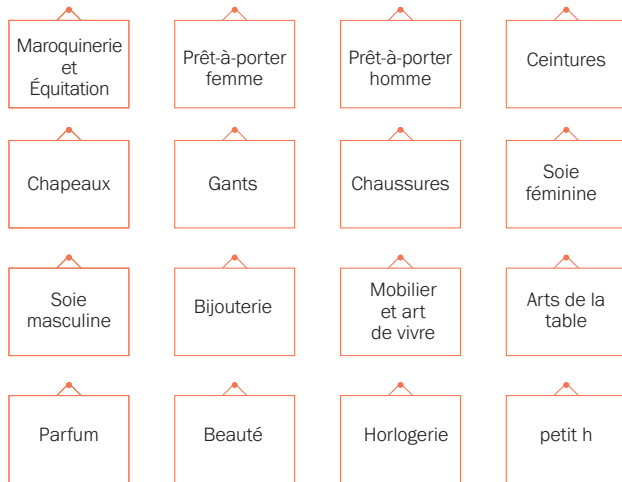 Maroquinerie
et
Équitation
Prêt-à-porter
femme
Prêt-à-porter
homme
Ceintures
Chapeaux
Gants
Chaussures
Soie
féminine
Soie
masculine
Bijouterie
Mobilier
et art
de vivre
Arts de la
table
Parfum
Beauté
Horlogerie
petit h